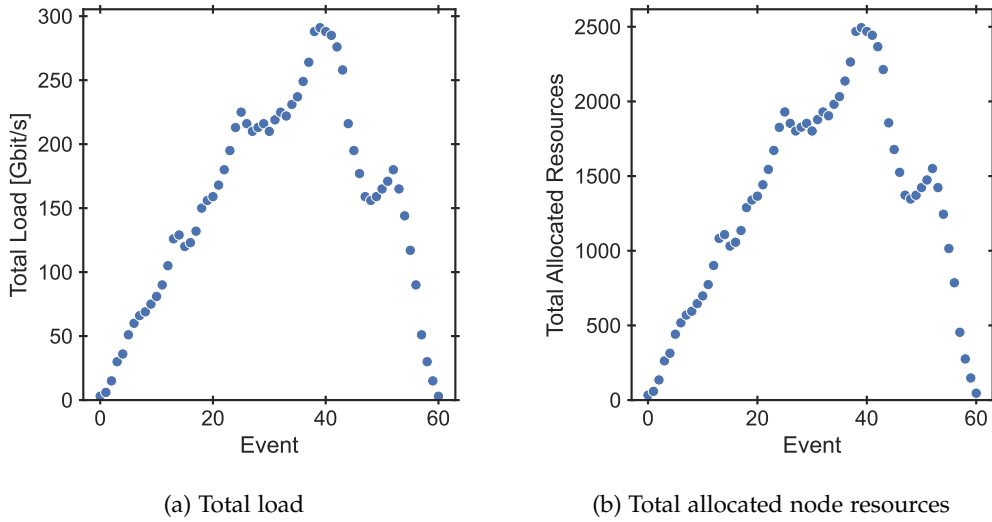 300
250
200
150
100
50
0
Total Load [Gbit/s]
0 20 40 60
Event
(a) Total load
2500
2000
1500
1000
500
0
Total Allocated Resources
0 20 40 60
Event
(b) Total allocated node resources